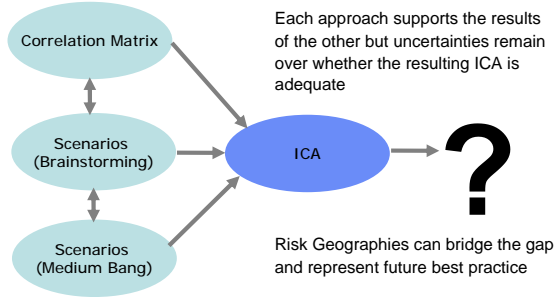 Correlation Matrix
Each approach supports the results
of the other but uncertainties remain
over whether the resulting ICA is
adequate
Scenarios
(Brainstorming)
ICA
?
Scenarios
(Medium Bang)
Risk Geographies can bridge the gap
and represent future best practice